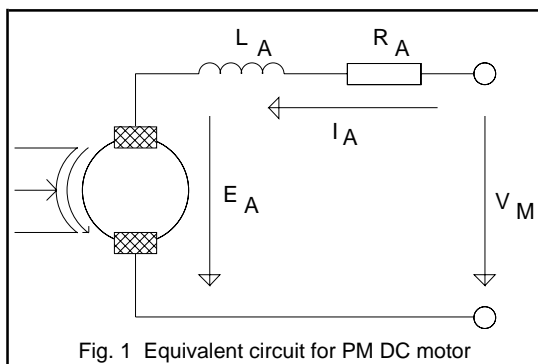 L A
R A
I A
E A
V M
Fig. 1 Equivalent circuit for PM DC motor